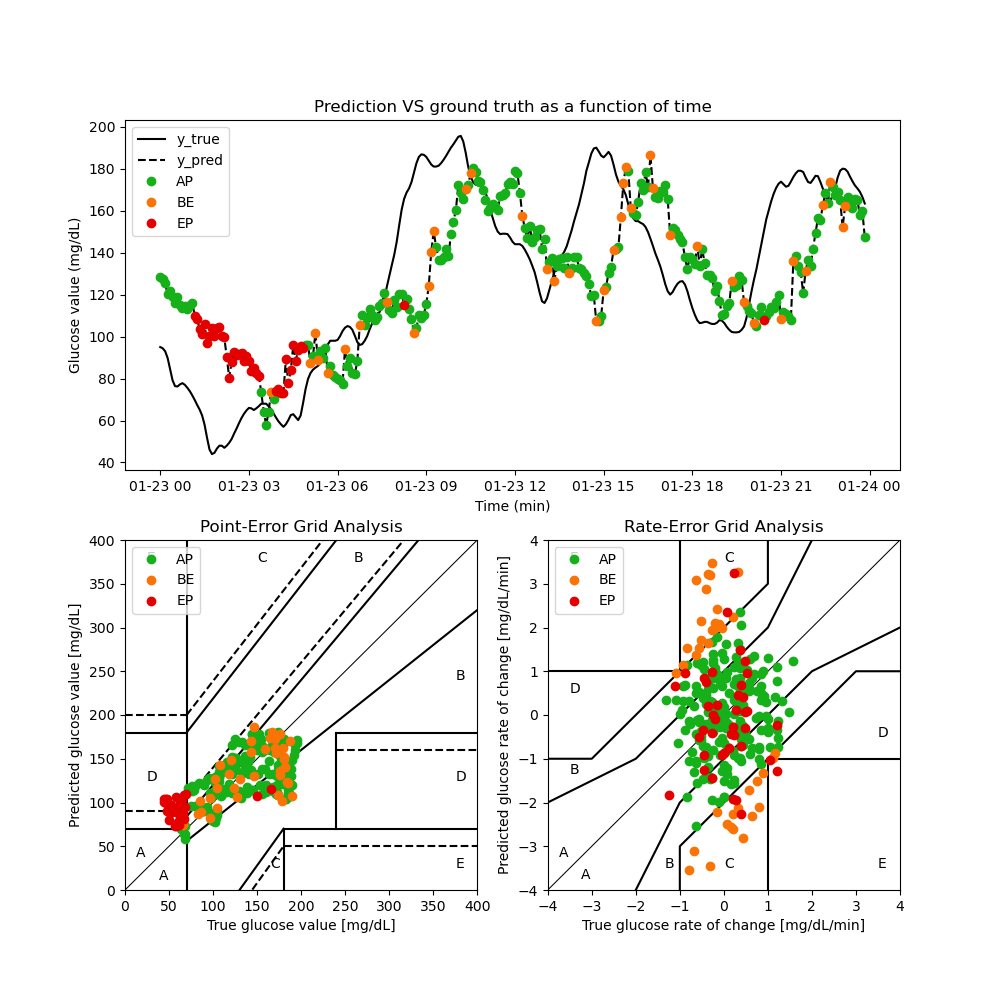 Prediction VS ground truth as a function of time
Glucose value (mg/dL)
200
180
160
140
120
100
80
60
40
y_true
y_pred
AP
BE
EP
01-23 00 01-23 03 01-23 06 01-23 09 01-23 12 01-23 15 01-23 18 01-23 21 01-24 00
Time (min)
Point-Error Grid Analysis
Predicted glucose value [mg/dL]
400
350
300
250
200
150
100
50
0
AP
BE
EP
C
B
B
D
D
D
A
A
C
E
0 50 100 150 200 250 300 350 400
True glucose value [mg/dL]
Rate-Error Grid Analysis
Predicted glucose rate of change [mg/dL/min]
4
3
2
1
0
−1
−2
−3
−4
AP
BE
EP
C
D
D
B
A
A
B
C
E
−4 −3 −2 −1 0 1 2 3 4
True glucose rate of change [mg/dL/min]